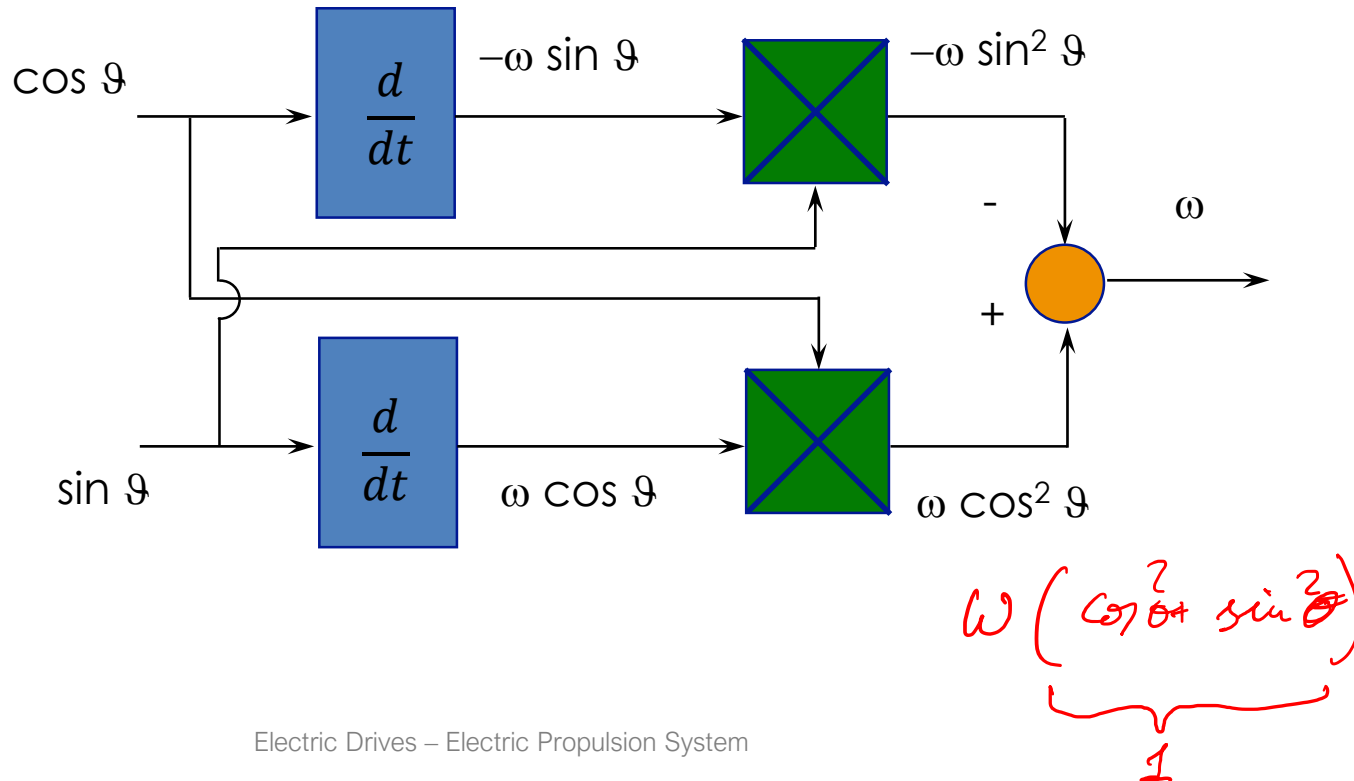 cos ϑ
d/dt
−ω sin ϑ
−ω sin² ϑ
-
ω
+
sin ϑ
d/dt
ω cos ϑ
ω cos² ϑ
ω ( cos²θ + sin²θ )
1
Electric Drives – Electric Propulsion System